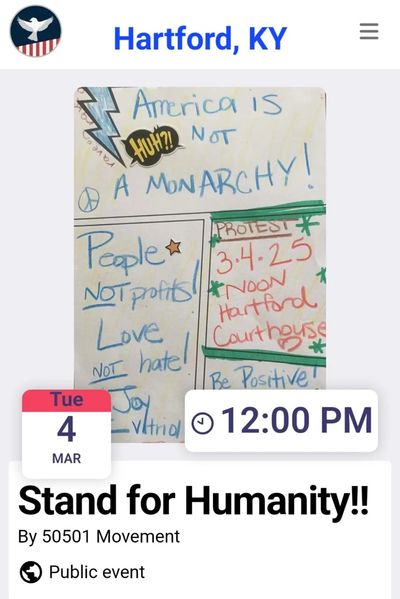 Hartford, KY
America is
NOT
HUH?!
A MONARCHY!
People
NOT profits!
Love
NOT hate!
Joy
vitriol
PROTEST
3.4.25
NOON
Hartford
Courthouse
Be Positive!
Tue
4
MAR
12:00 PM
Stand for Humanity!!
By 50501 Movement
Public event